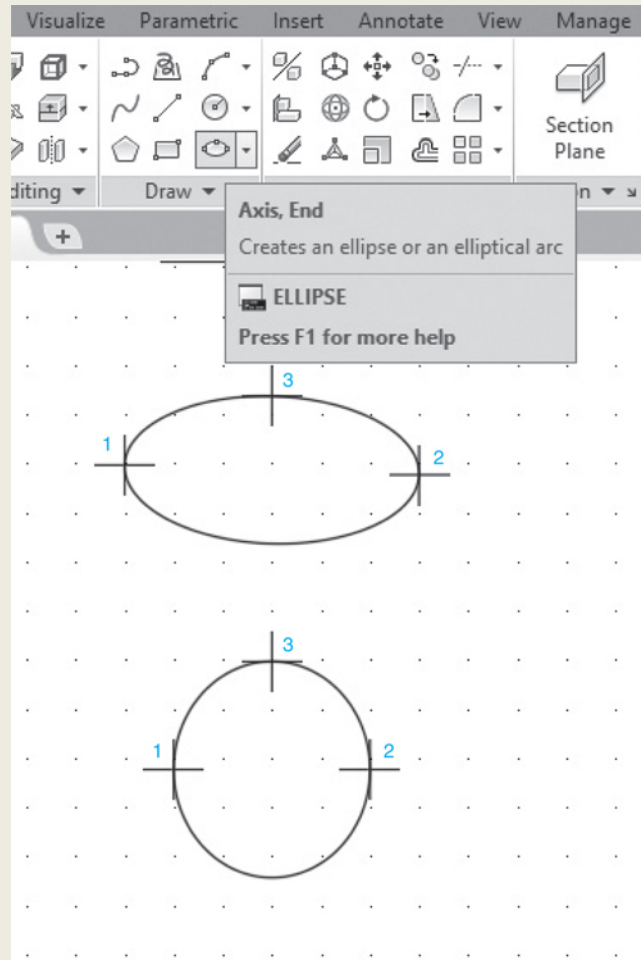 Visualize Parametric Insert Annotate View Manage
Section
Plane
diting Draw
n
+
Axis, End
Creates an ellipse or an elliptical arc
ELLIPSE
Press F1 for more help
3
1
2
3
1
2